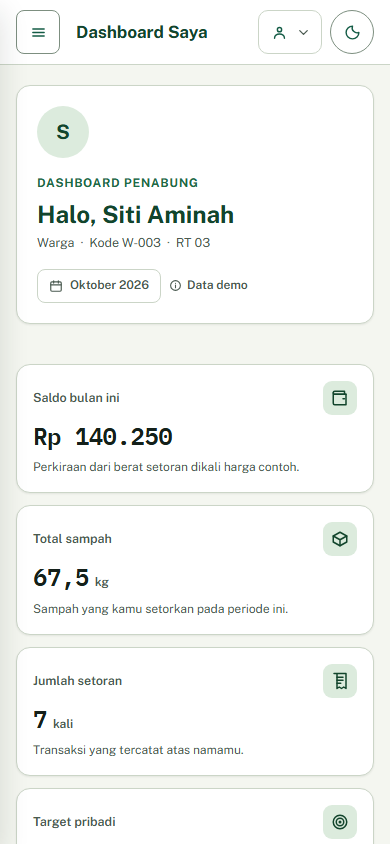 Dashboard Saya
S
DASHBOARD PENABUNG
Halo, Siti Aminah
Warga · Kode W-003 · RT 03
Oktober 2026
Data demo
Saldo bulan ini
Rp 140.250
Perkiraan dari berat setoran dikali harga contoh.
Total sampah
67,5 kg
Sampah yang kamu setorkan pada periode ini.
Jumlah setoran
7 kali
Transaksi yang tercatat atas namamu.
Target pribadi